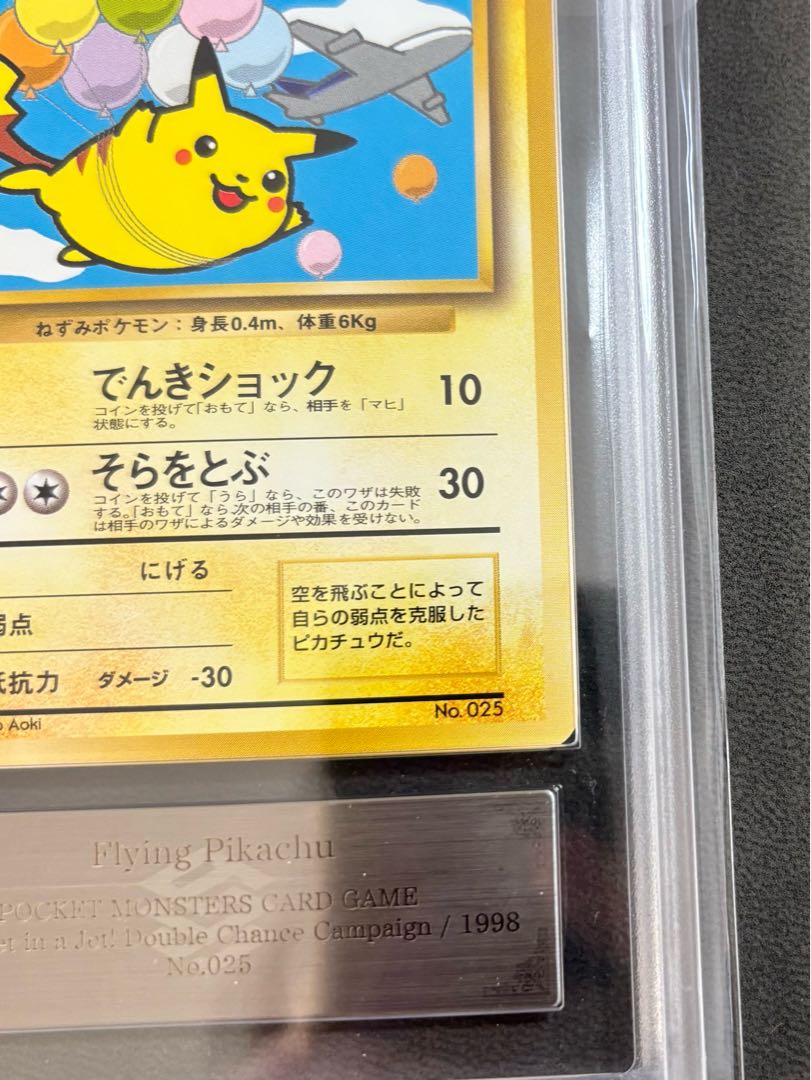 ねずみポケモン：身長0.4m、体重6Kg
でんきショック 10
コインを投げて「おもて」なら、相手を「マヒ」
状態にする。
そらをとぶ 30
コインを投げて「うら」なら、このワザは失敗
する。「おもて」なら次の相手の番、このカード
は相手のワザによるダメージや効果を受けない。
にげる
弱点
抵抗力 ダメージ -30
空を飛ぶことによって
自らの弱点を克服した
ピカチュウだ。
Aoki
No. 025
Flying Pikachu
POCKET MONSTERS CARD GAME
in a Jet! Double Chance Campaign / 1998
No.025